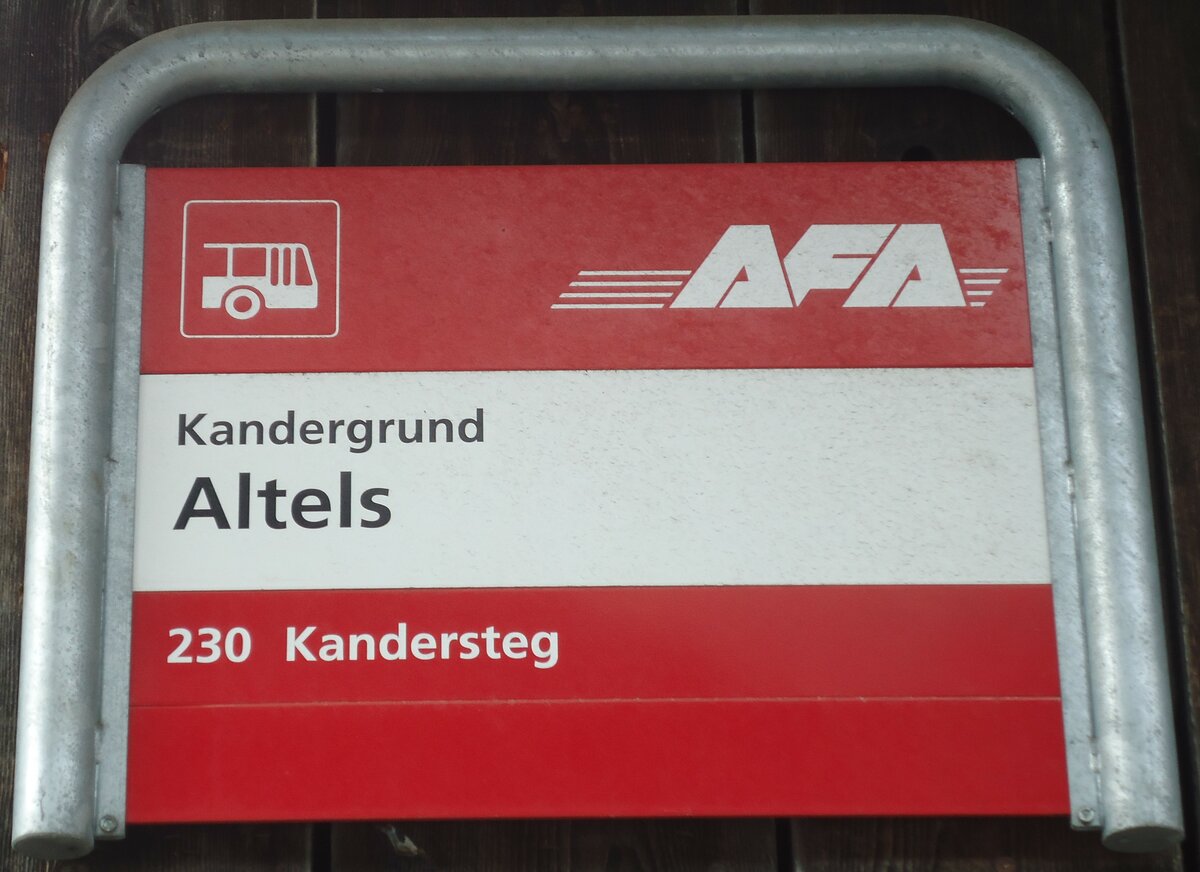 AFA
Kandergrund
Altels
230 Kandersteg